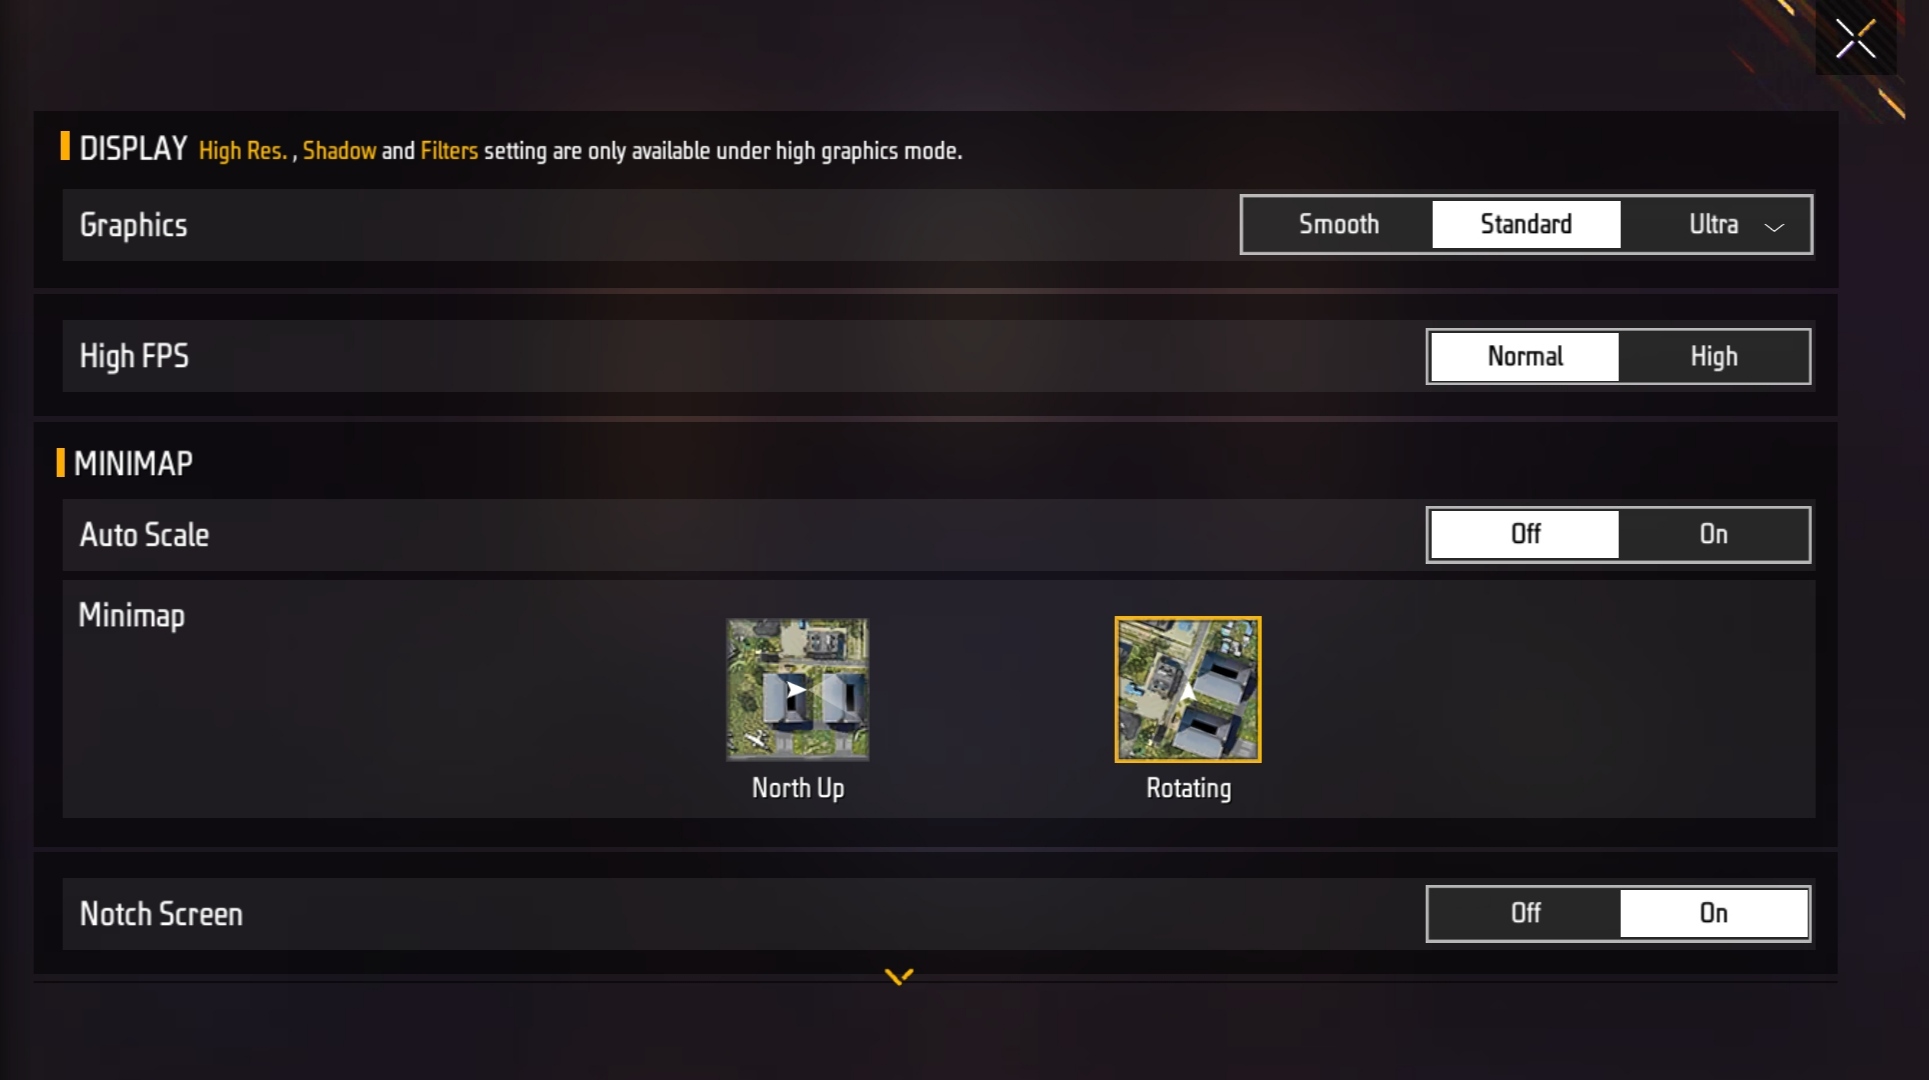 DISPLAY High Res. , Shadow and Filters setting are only available under high graphics mode.
Graphics Smooth Standard Ultra
High FPS Normal High
MINIMAP
Auto Scale Off On
Minimap
North Up Rotating
Notch Screen Off On